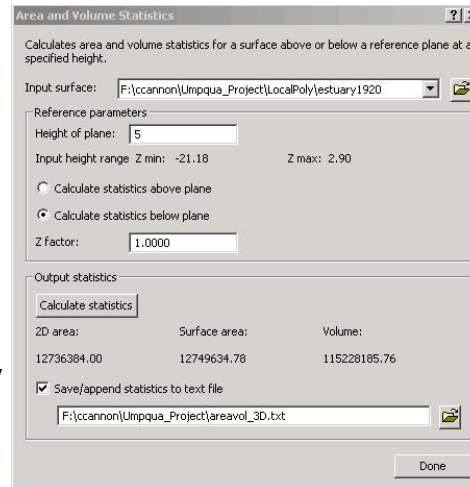 Area and Volume Statistics
Calculates area and volume statistics for a surface above or below a reference plane at a
specified height.
Input surface: F:\ccannon\Umpqua_Project\LocalPoly\estuary1920
Reference parameters
Height of plane: 5
Input height range Z min: -21.18 Z max: 2.90
Calculate statistics above plane
Calculate statistics below plane
Z factor: 1.0000
Output statistics
Calculate statistics
2D area: Surface area: Volume:
12736384.00 12749634.78 115228185.76
Save/append statistics to text file
F:\ccannon\Umpqua_Project\areavol_3D.txt
Done